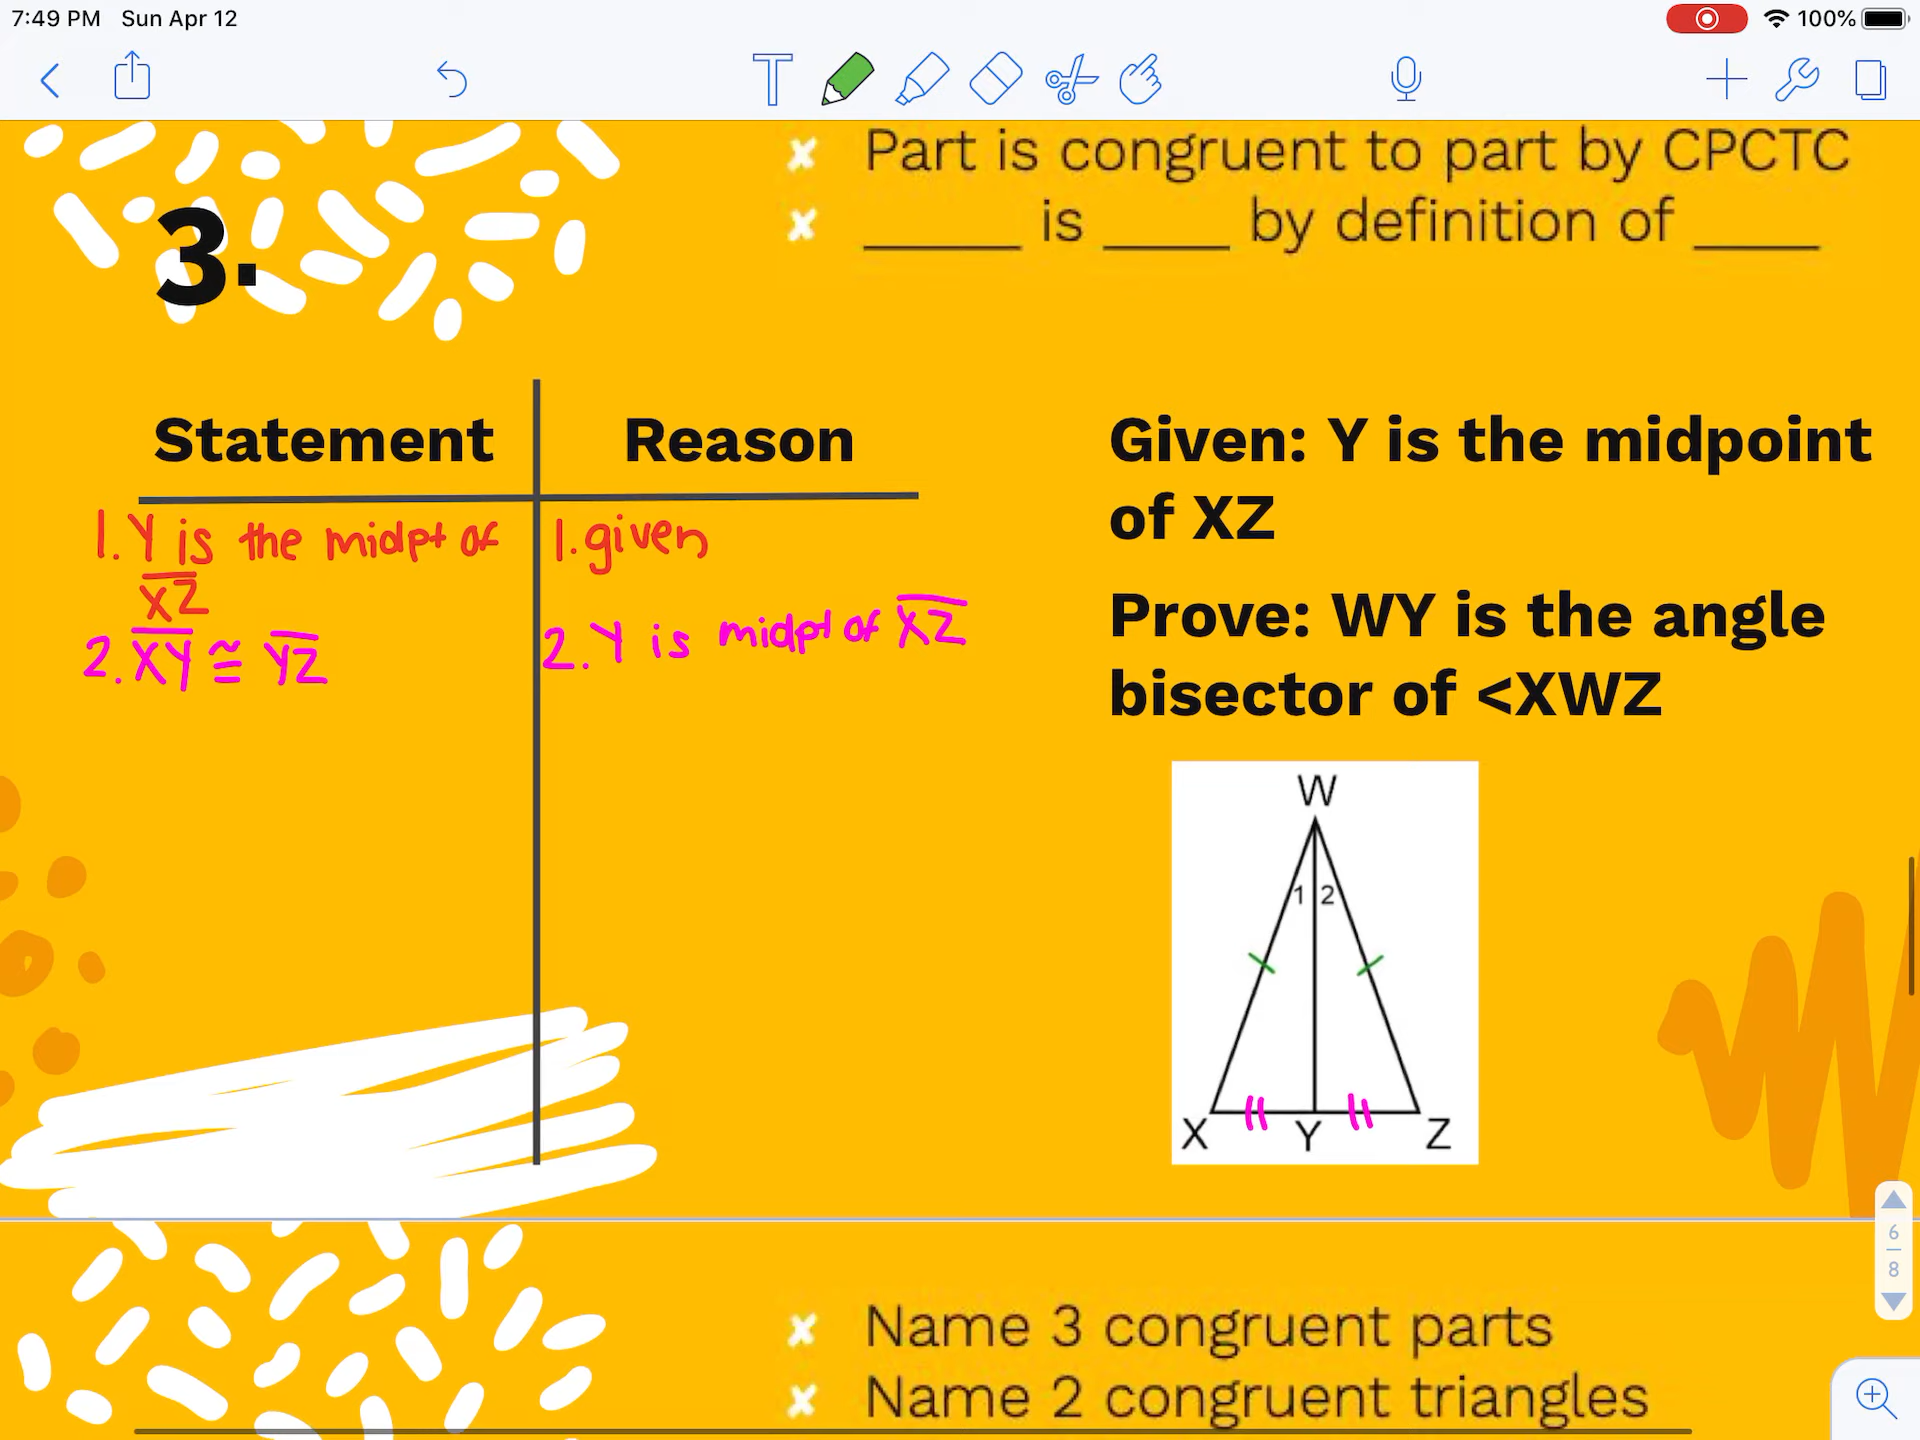 7:49 PM Sun Apr 12
100%
T
× Part is congruent to part by CPCTC
× _____ is ____ by definition of ____
3.
Statement
Reason
1. Y is the midpt of
XZ
1. given
2. XY ≅ YZ
2. Y is midpt of XZ
Given: Y is the midpoint
of XZ
Prove: WY is the angle
bisector of <XWZ
W
1 2
X Y Z
6
8
× Name 3 congruent parts
× Name 2 congruent triangles